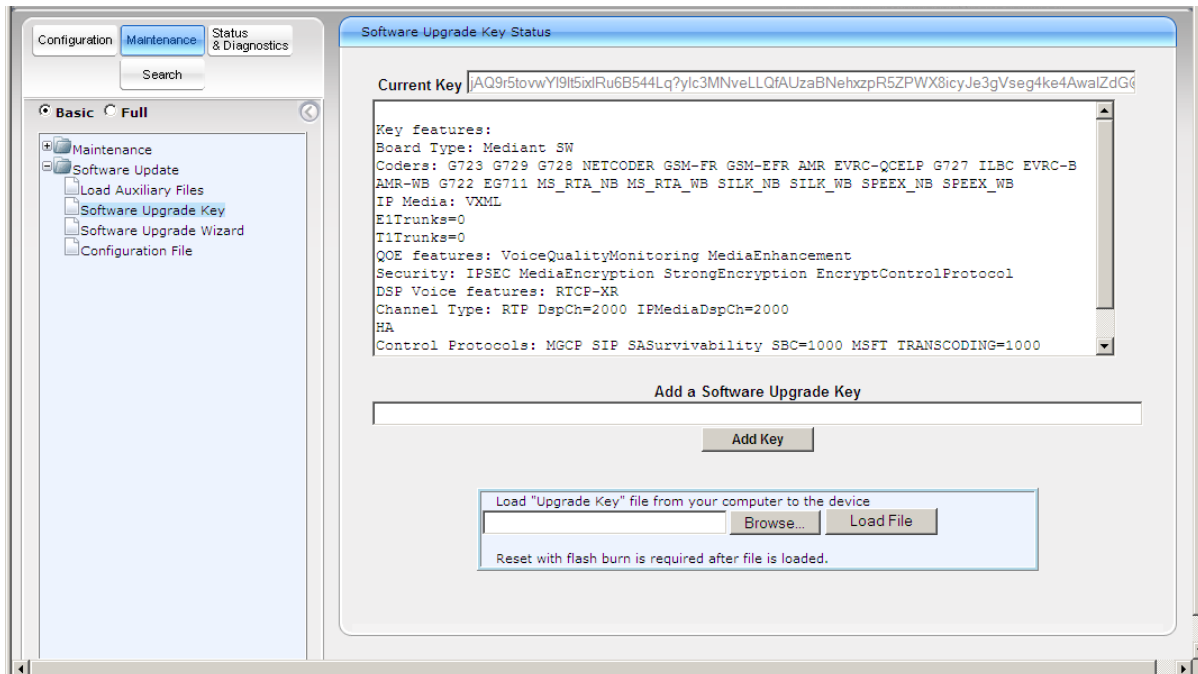 Configuration
Maintenance
Status
& Diagnostics
Search
Basic Full
Maintenance
Software Update
Load Auxiliary Files
Software Upgrade Key
Software Upgrade Wizard
Configuration File
Software Upgrade Key Status
Current Key
Key features:
Board Type: Mediant SW
Coders: G723 G729 G728 NETCODER GSM-FR GSM-EFR AMR EVRC-QCELP G727 ILBC EVRC-B
AMR-WB G722 EG711 MS_RTA_NB MS_RTA_WB SILK_NB SILK_WB SPEEX_NB SPEEX_WB
IP Media: VXML
E1Trunks=0
T1Trunks=0
QOE features: VoiceQualityMonitoring MediaEnhancement
Security: IPSEC MediaEncryption StrongEncryption EncryptControlProtocol
DSP Voice features: RTCP-XR
Channel Type: RTP DspCh=2000 IPMediaDspCh=2000
HA
Control Protocols: MGCP SIP SASurvivability SBC=1000 MSFT TRANSCODING=1000
Add a Software Upgrade Key
Add Key
Load "Upgrade Key" file from your computer to the device
Browse... Load File
Reset with flash burn is required after file is loaded.